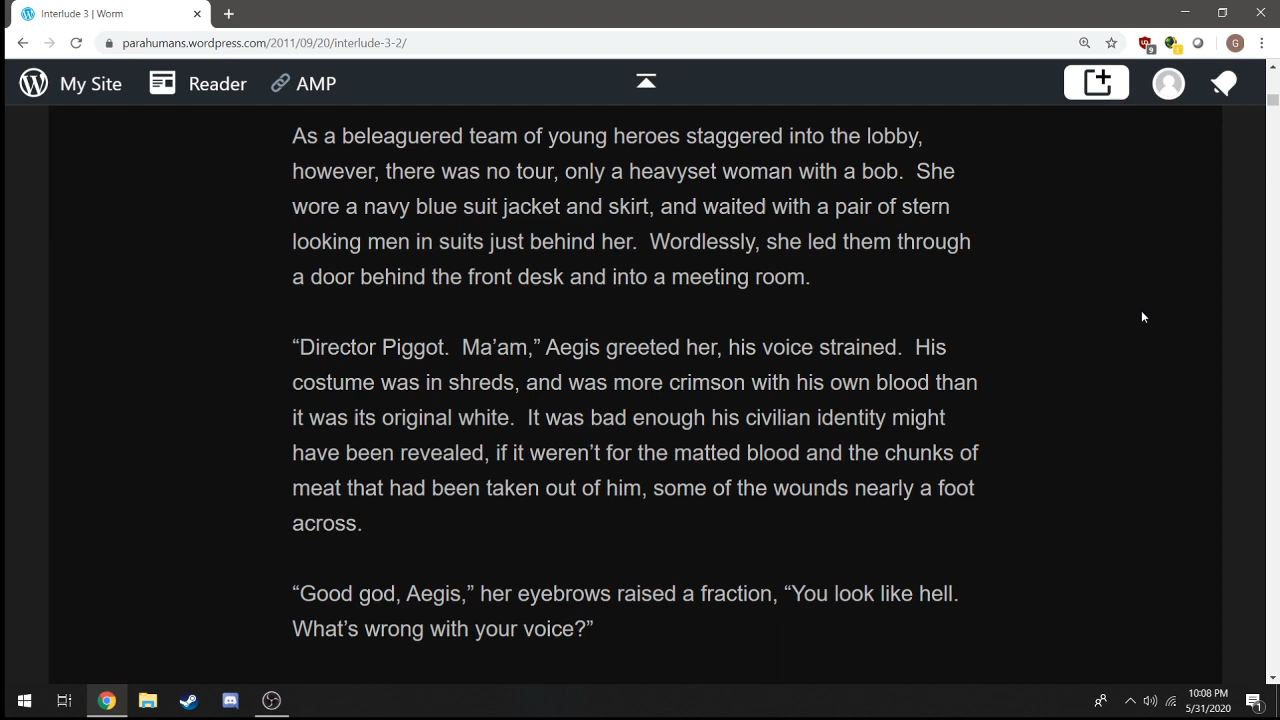 Interlude 3 | Worm
parahumans.wordpress.com/2011/09/20/interlude-3-2/
9
1
G
My Site
Reader
AMP
As a beleaguered team of young heroes staggered into the lobby,
however, there was no tour, only a heavyset woman with a bob.  She
wore a navy blue suit jacket and skirt, and waited with a pair of stern
looking men in suits just behind her.  Wordlessly, she led them through
a door behind the front desk and into a meeting room.
“Director Piggot.  Ma’am,” Aegis greeted her, his voice strained.  His
costume was in shreds, and was more crimson with his own blood than
it was its original white.  It was bad enough his civilian identity might
have been revealed, if it weren’t for the matted blood and the chunks of
meat that had been taken out of him, some of the wounds nearly a foot
across.
“Good god, Aegis,” her eyebrows raised a fraction, “You look like hell.
What’s wrong with your voice?”
10:08 PM
5/31/2020
1